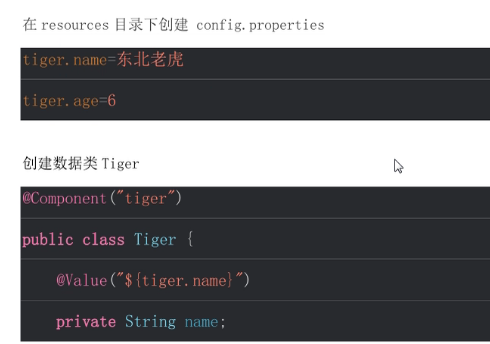 在 resources 目录下创建 config.properties
tiger.name=东北老虎
tiger.age=6
创建数据类 Tiger
@Component("tiger")
public class Tiger {
@Value("${tiger.name}")
private String name;